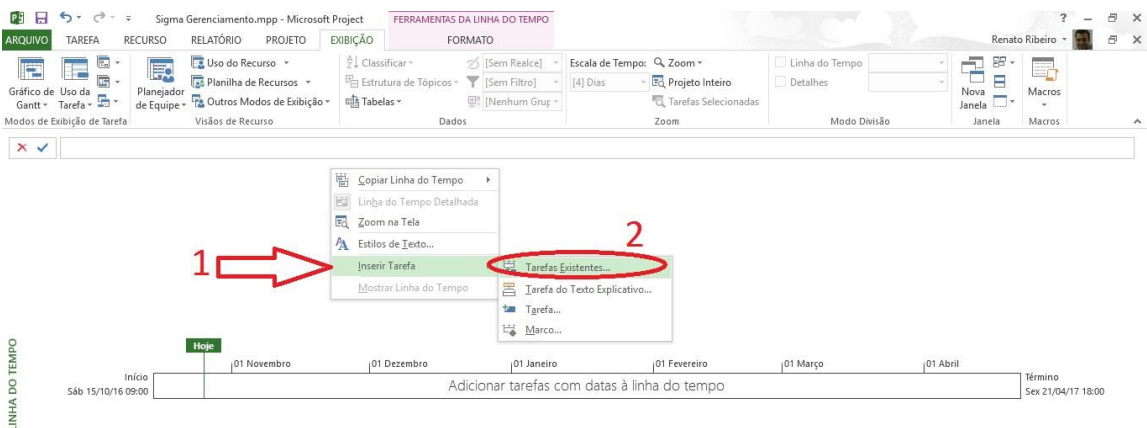 Sigma Gerenciamento.mpp - Microsoft Project
FERRAMENTAS DA LINHA DO TEMPO
ARQUIVO TAREFA RECURSO RELATÓRIO PROJETO EXIBIÇÃO FORMATO Renato Ribeiro
Gráfico de Gantt
Uso da Tarefa
Modos de Exibição de Tarefa
Planejador de Equipe
Uso do Recurso
Planilha de Recursos
Outros Modos de Exibição
Visões de Recurso
Classificar
Estrutura de Tópicos
Tabelas
[Sem Realce]
[Sem Filtro]
[Nenhum Grup
Dados
Escala de Tempo:
[4] Dias
Zoom
Projeto Inteiro
Tarefas Selecionadas
Zoom
Linha do Tempo
Detalhes
Modo Divisão
Nova Janela
Janela
Macros
Macros
Copiar Linha do Tempo
Linha do Tempo Detalhada
Zoom na Tela
Estilos de Texto...
Inserir Tarefa
Mostrar Linha do Tempo
1
2
Tarefas Existentes...
Tarefa do Texto Explicativo...
Tarefa...
Marco...
LINHA DO TEMPO
Hoje
01 Novembro 01 Dezembro 01 Janeiro 01 Fevereiro 01 Março 01 Abril
Início
Sáb 15/10/16 09:00
Adicionar tarefas com datas à linha do tempo
Término
Sex 21/04/17 18:00